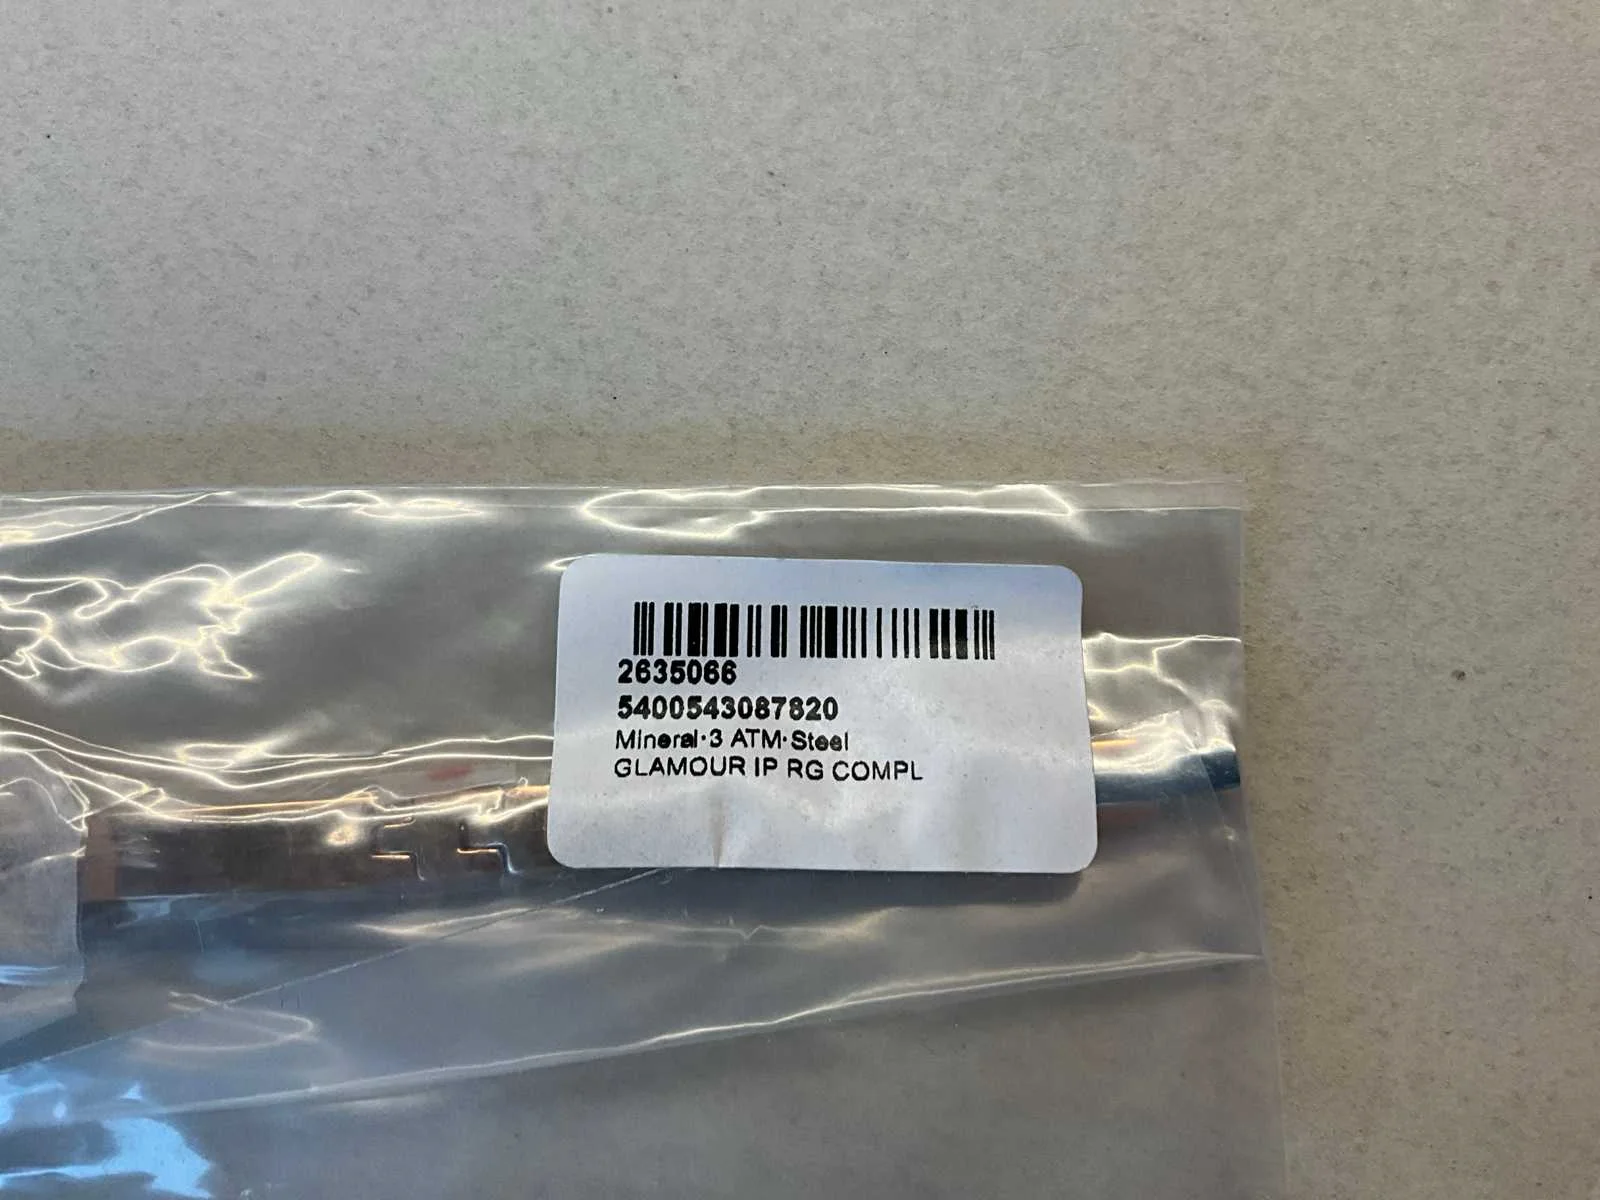 2635066
5400543087820
Mineral·3 ATM·Steel
GLAMOUR IP RG COMPL